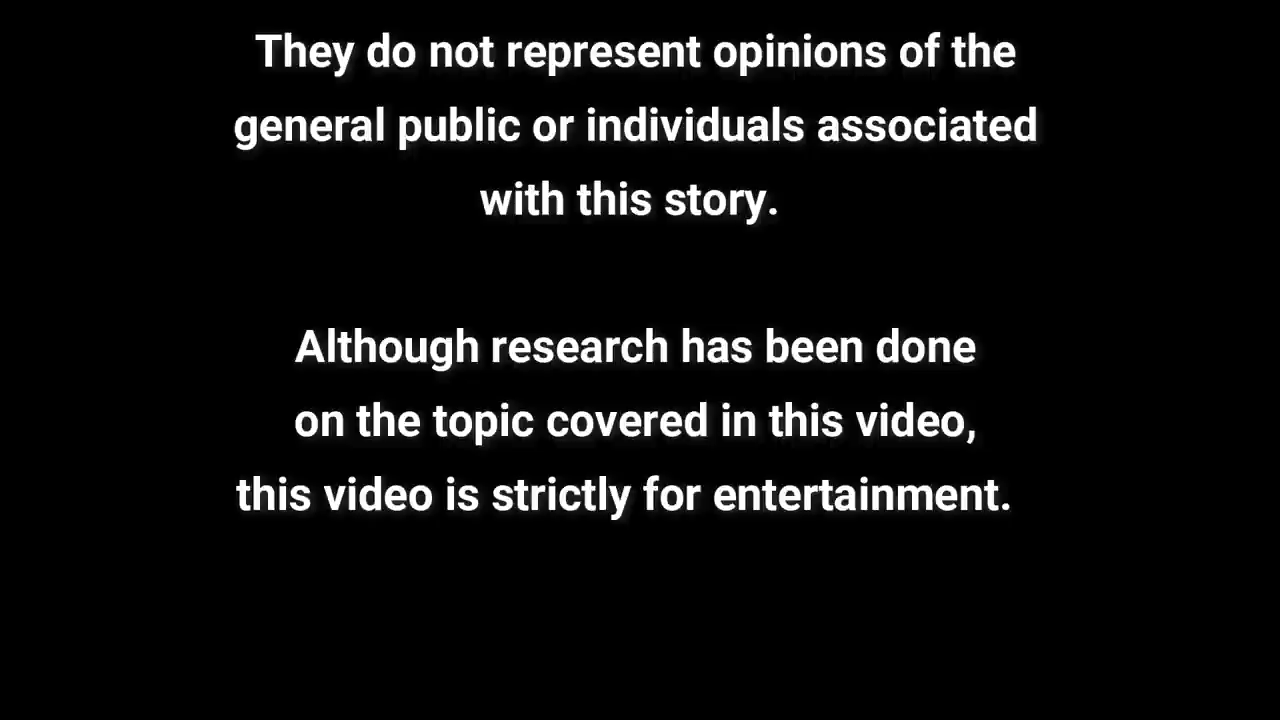 They do not represent opinions of the
general public or individuals associated
with this story.
Although research has been done
on the topic covered in this video,
this video is strictly for entertainment.